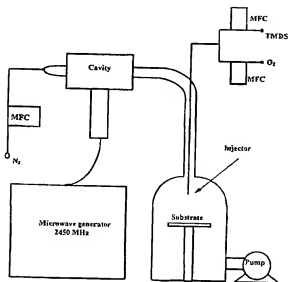 MFC
TMDS
O₂
MFC
Cavity
MFC
N₂
Injector
Microwave generator
2450 MHz
Substrate
Pump